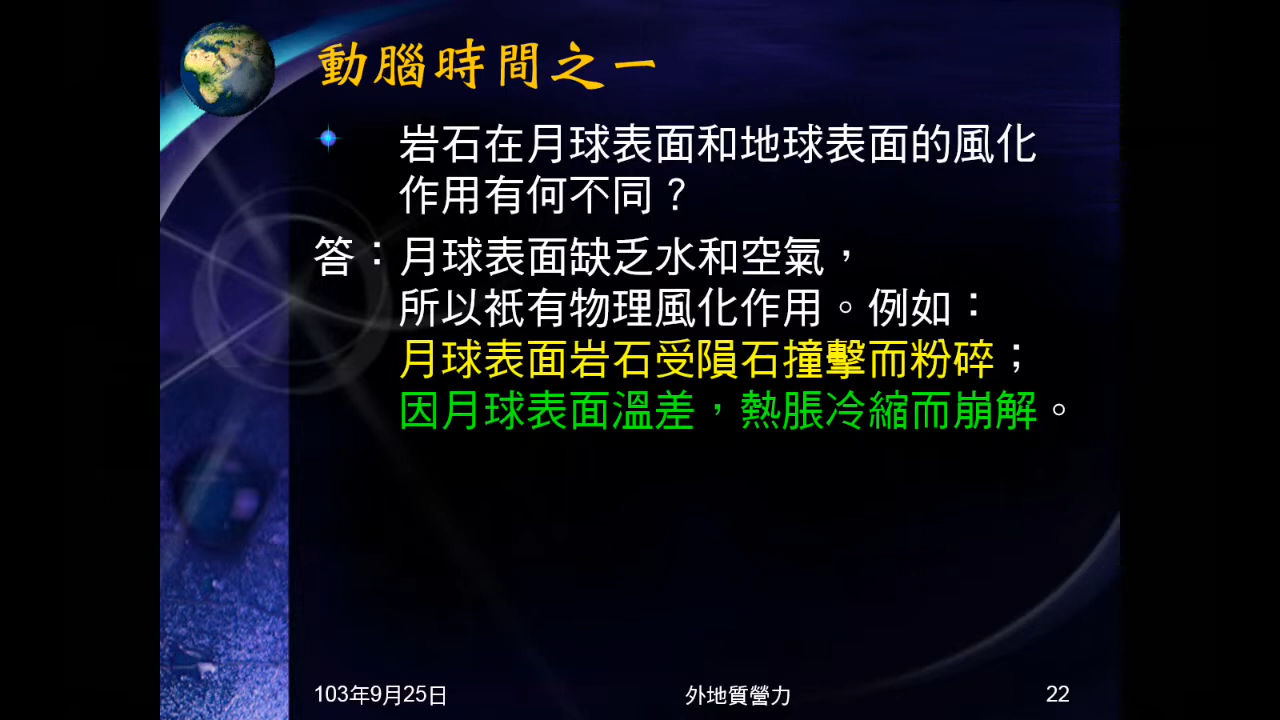 動腦時間之一
岩石在月球表面和地球表面的風化
作用有何不同？
答：月球表面缺乏水和空氣，
所以祇有物理風化作用。例如：
月球表面岩石受隕石撞擊而粉碎；
因月球表面溫差，熱脹冷縮而崩解。
103年9月25日
外地質營力
22